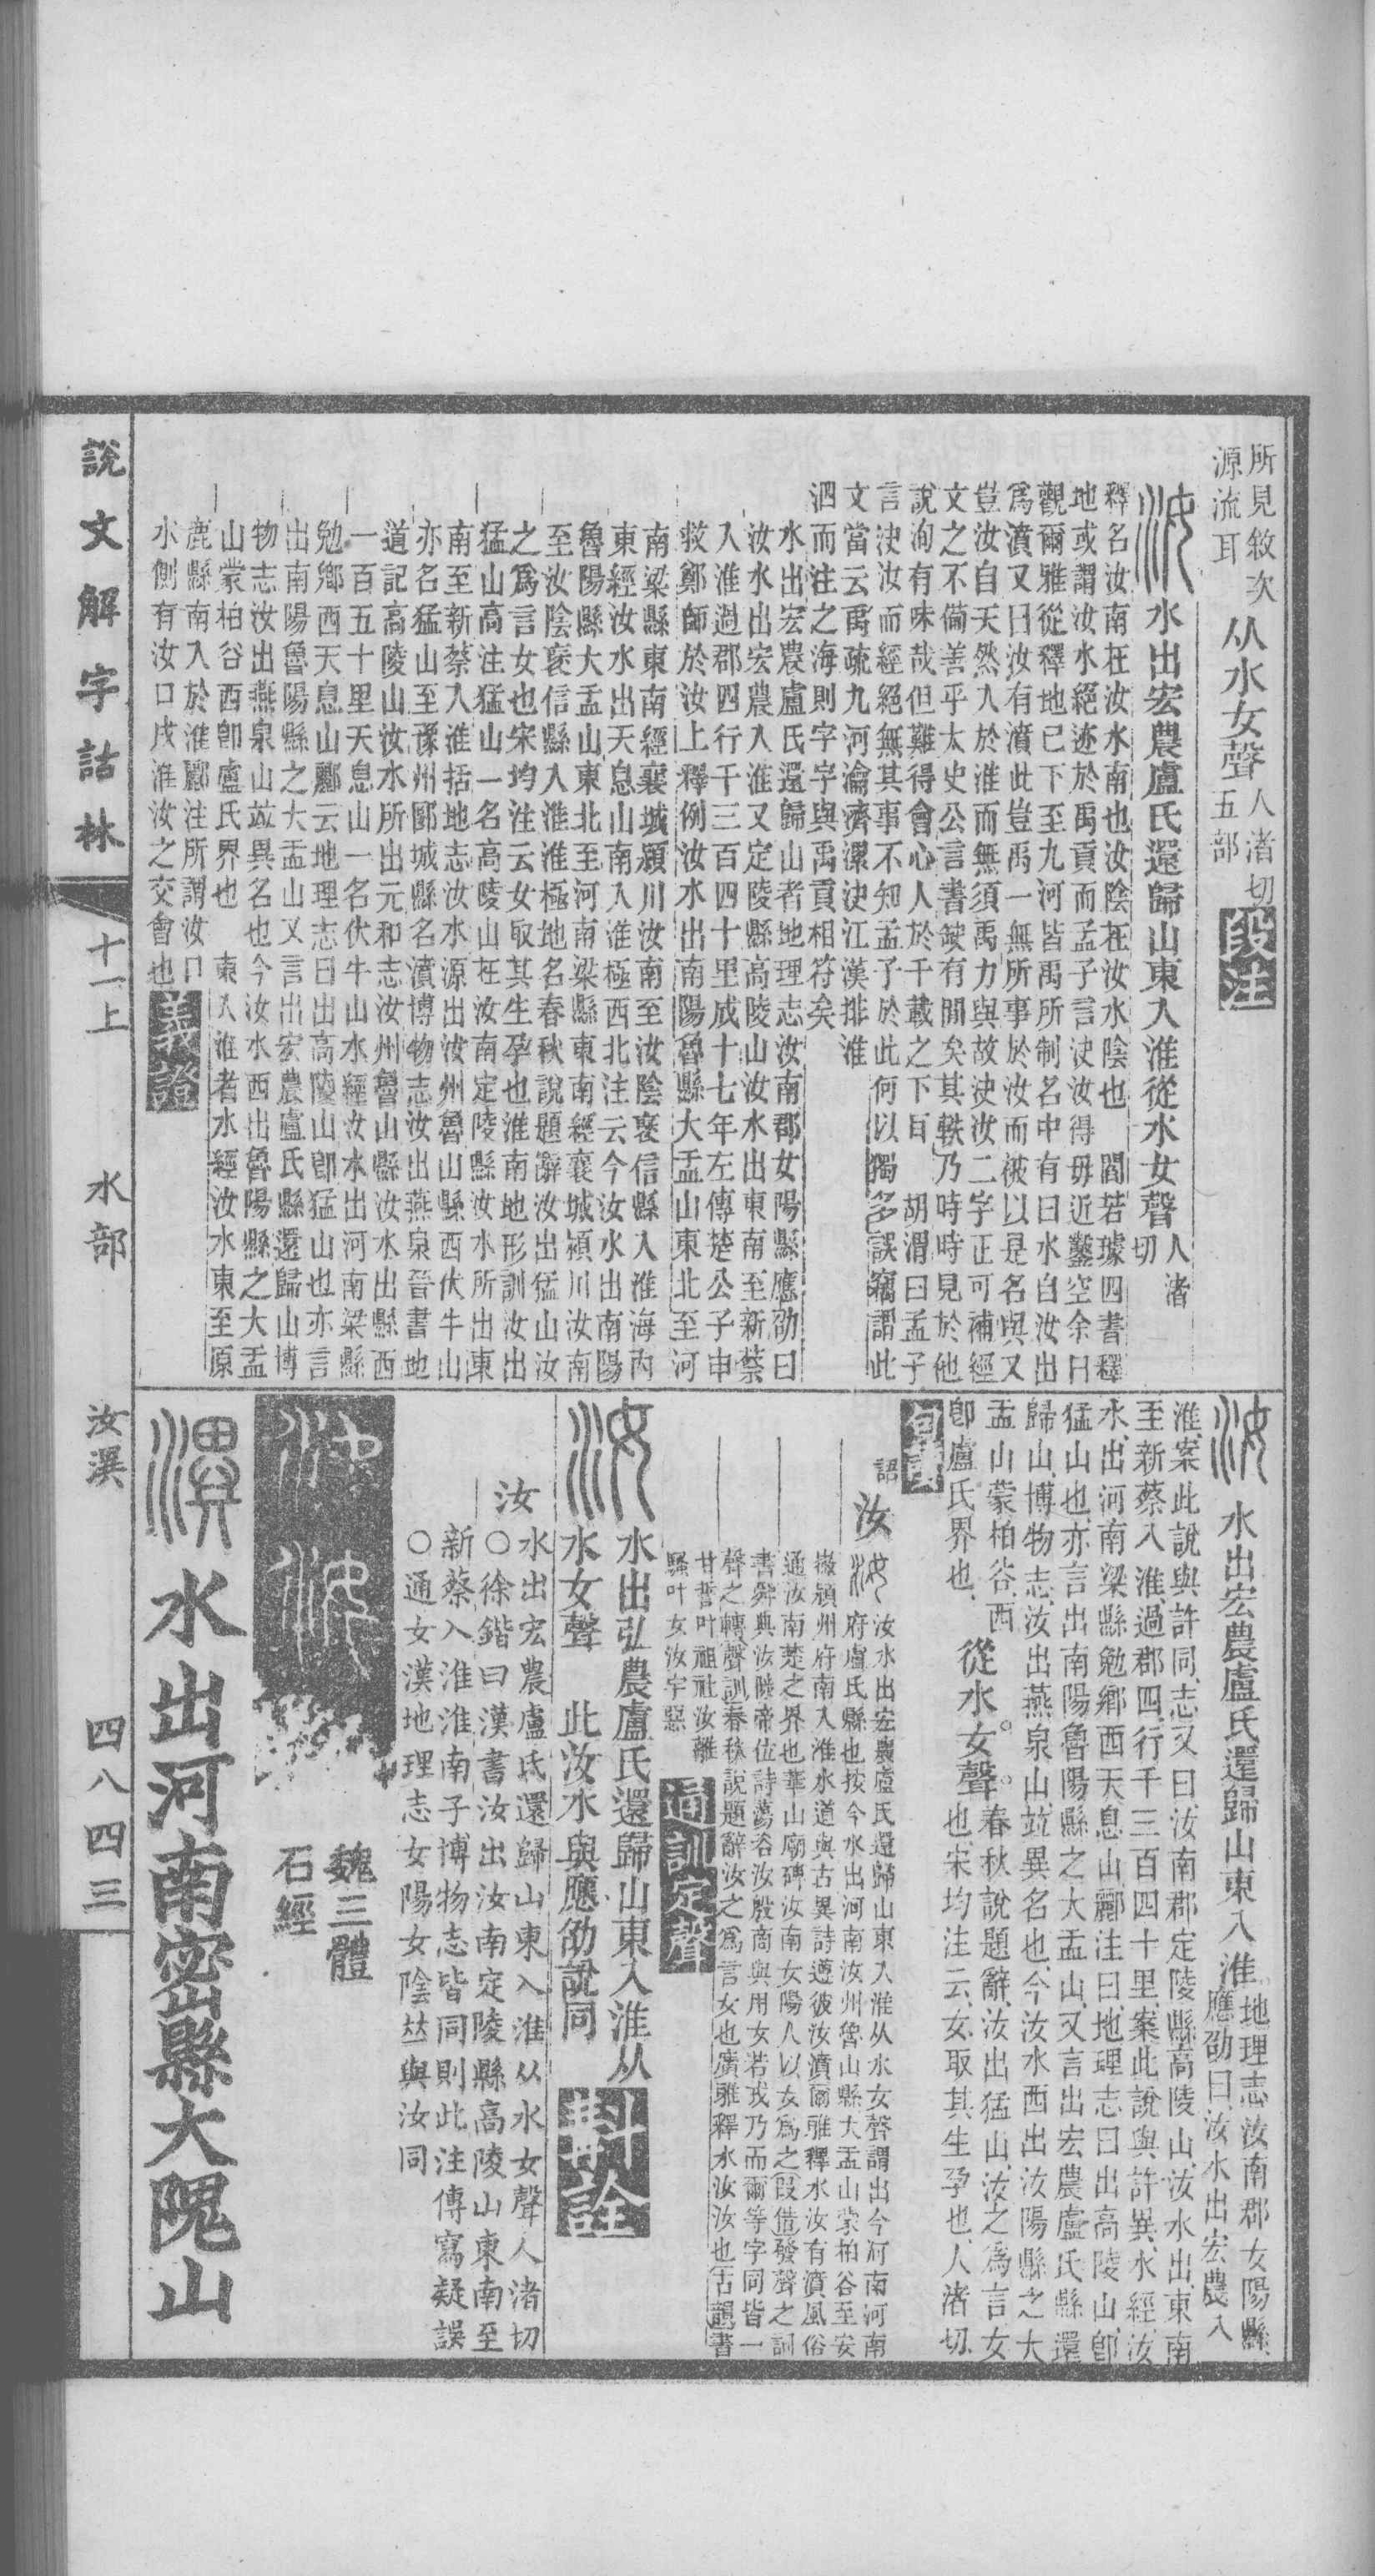 所見敘次
源流耳
从水女聲
人渚切
五部
段注
水出宏農盧氏還歸山東入淮從水女聲
人渚
切
釋名汝南在汝水南也汝陰在汝水陰也 閻若璩四書釋
地或謂汝水絕迹於禹貢而孟子言決汝得毋近鑿空余曰
觀爾雅從釋地已下至九河皆禹所制名中有曰水自汝出
爲濆又曰汝有濆此豈禹一無所事於汝而被以是名與又
豈汝自天然入於淮而無須禹力與故決汝二字正可補經
文之不備善乎太史公言書缺有閒矣其軼乃時時見於他
說洵有味哉但難得會心人於千載之下耳 胡渭曰孟子
言決汝而經絕無其事不知孟子於此何以獨多誤竊謂此
文當云禹疏九河瀹濟漯決江漢排淮
泗而注之海則字字與禹貢相符矣
水出宏農盧氏還歸山者地理志汝南郡女陽縣應劭曰
汝水出宏農入淮又定陵縣高陵山汝水出東南至新蔡
入淮過郡四行千三百四十里成十七年左傳楚公子申
救鄭師於汝上釋例汝水出南陽魯縣大盂山東北至河
南梁縣東南經襄城潁川汝南至汝陰襃信縣入淮海內
東經汝水出天息山南入淮極西北注云今汝水出南陽
魯陽縣大盂山東北至河南梁縣東南經襄城潁川汝南
至汝陰襃信縣入淮淮極地名春秋說題辭汝出猛山汝
之爲言女也宋均注云女取其生孕也淮南地形訓汝出
猛山高注猛山一名高陵山在汝南定陵縣汝水所出東
南至新蔡入淮括地志汝水源出汝州魯山縣西伏牛山
亦名猛山至豫州郾城縣名濆博物志汝出燕泉晉書地
道記高陵山汝水所出元和志汝州魯山縣汝水出縣西
一百五十里天息山一名伏牛山水經汝水出河南梁縣
勉鄉西天息山酈云地理志曰出高陵山卽猛山也亦言
出南陽魯陽縣之大盂山又言出宏農盧氏縣還歸山博
物志汝出燕泉山竝異名也今汝水西出魯陽縣之大盂
山蒙柏谷西卽盧氏界也 東入淮者水經汝水東至原
鹿縣南入於淮酈注所謂汝口
水側有汝口戍淮汝之交會也
義證
水出宏農盧氏還歸山東入淮
地理志汝南郡女陽縣
應劭曰汝水出宏農入
淮案此說與許同志又曰汝南郡定陵縣高陵山汝水出東南
至新蔡入淮過郡四行千三百四十里案此說與許異水經汝
水出河南梁縣勉鄉西天息山酈注曰地理志曰出高陵山卽
猛山也亦言出南陽魯陽縣之大盂山又言出宏農盧氏縣還
歸山博物志汝出燕泉山竝異名也今汝水西出汝陽縣之大
盂山蒙柏谷西
卽盧氏界也
從水女聲
春秋說題辭汝出猛山汝之爲言女
也宋均注云女取其生孕也人渚切
句讀
語
汝
汝水出宏農盧氏還歸山東入淮从水女聲謂出今河南河南
府盧氏縣也按今水出河南汝州魯山縣大盂山蒙柏谷至安
徽潁州府南入淮水道與古異詩遵彼汝濆爾雅釋水汝有濆風俗
通汝南楚之界也華山廟碑汝南女陽人以女爲之叚借發聲之詞
書舜典汝陟帝位詩蕩咨汝殷商與用女若戎乃而爾等字同皆一
聲之轉聲訓春秋說題辭汝之爲言女也廣雅釋水汝汝也古韻書
甘誓叶祖社汝離
騷叶女汝宇惡
通訓定聲
水出弘農盧氏還歸山東入淮从
水女聲 此汝水與應劭說同
斠詮
汝
水出宏農盧氏還歸山東入淮从水女聲人渚切
○徐鍇曰漢書汝出汝南定陵縣高陵山東南至
新蔡入淮淮南子博物志皆同則此注傳寫疑誤
○通女漢地理志女陽女陰竝與汝同
魏三體
石經
水出河南密縣大隗山
說文解字詁林
十一上
水部
汝潩
四八四三